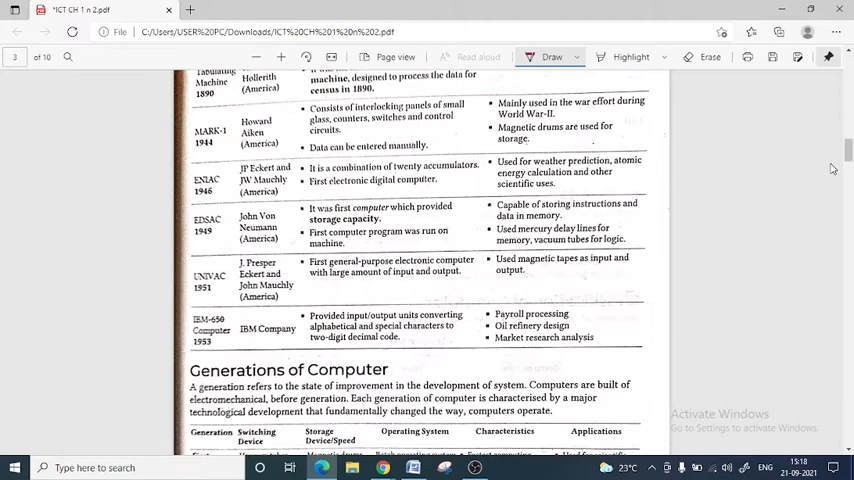 *ICT CH 1 n 2.pdf
File
C:/Users/USER%20PC/Downloads/ICT%20CH%201%20n%202.pdf
3 of 10
Page view
Read aloud
Draw
Highlight
Erase
Tabulating Machine 1890
Hollerith (America)
machine, designed to process the data for
census in 1890.
MARK-1
1944
Howard
Aiken
(America)
▪ Consists of interlocking panels of small
glass, counters, switches and control
circuits.
▪ Data can be entered manually.
▪ Mainly used in the war effort during
World War-II.
▪ Magnetic drums are used for
storage.
ENIAC
1946
JP Eckert and
JW Mauchly
(America)
▪ It is a combination of twenty accumulators.
▪ First electronic digital computer.
▪ Used for weather prediction, atomic
energy calculation and other
scientific uses.
EDSAC
1949
John Von
Neumann
(America)
▪ It was first computer which provided
storage capacity.
▪ First computer program was run on
machine.
▪ Capable of storing instructions and
data in memory.
▪ Used mercury delay lines for
memory, vacuum tubes for logic.
UNIVAC
1951
J. Presper
Eckert and
John Mauchly
(America)
▪ First general-purpose electronic computer
with large amount of input and output.
▪ Used magnetic tapes as input and
output.
IBM-650
Computer
1953
IBM Company
▪ Provided input/output units converting
alphabetical and special characters to
two-digit decimal code.
▪ Payroll processing
▪ Oil refinery design
▪ Market research analysis
Generations of Computer
A generation refers to the state of improvement in the development of system. Computers are built of
electromechanical, before generation. Each generation of computer is characterised by a major
technological development that fundamentally changed the way, computers operate.
Generation Switching Device Storage Device/Speed Operating System Characteristics Applications
Activate Windows
Go to Settings to activate Windows.
Type here to search
23°C
ENG
15:18
21-09-2021